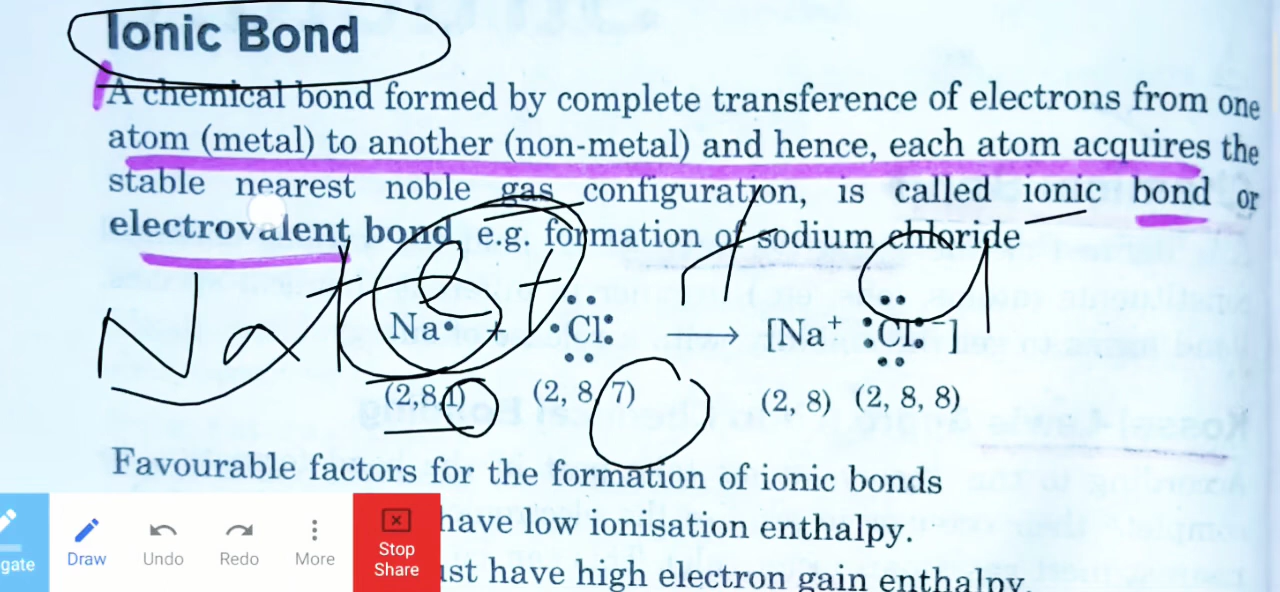 Ionic Bond
A chemical bond formed by complete transference of electrons from one
atom (metal) to another (non-metal) and hence, each atom acquires the
stable nearest noble gas configuration, is called ionic bond or
electrovalent bond e.g. formation of sodium chloride
Na
Na• + •Cl: ⟶ [Na⁺ •Cl:⁻]
(2,8,1) (2, 8 7) (2, 8) (2, 8, 8)
Favourable factors for the formation of ionic bonds
have low ionisation enthalpy.
have high electron gain enthalpy.
gate Draw Undo Redo More Stop
Share